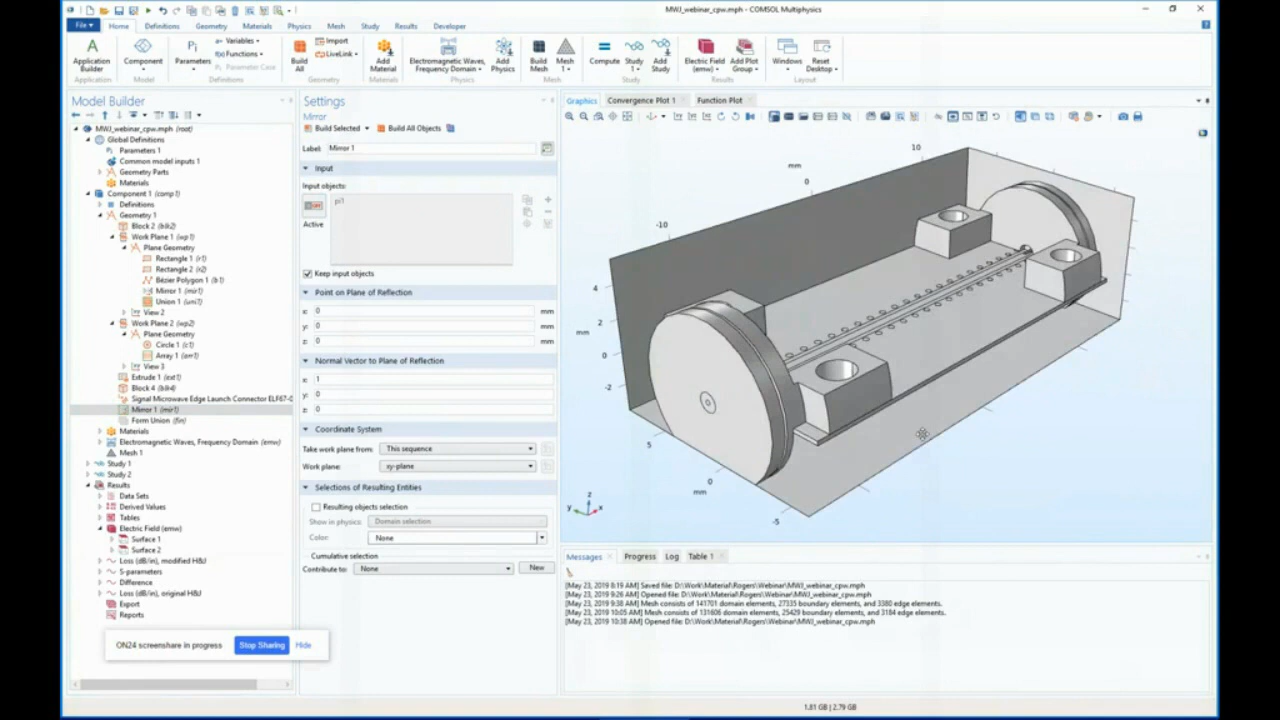 MWJ_webinar_cpw.mph - COMSOL Multiphysics
File Home Definitions Geometry Materials Physics Mesh Study Results Developer
Application Builder
Component
Parameters
Variables
Functions
Parameter Case
Build All
Import
LiveLink
Add Material
Electromagnetic Waves, Frequency Domain
Add Physics
Build Mesh
Mesh 1
Compute
Study 1
Add Study
Electric Field (emw)
Add Plot Group
Windows
Reset Desktop
Application Model Definitions Geometry Materials Physics Mesh Study Results Layout
Model Builder
MWJ_webinar_cpw.mph (root)
Global Definitions
Parameters 1
Common model inputs 1
Geometry Parts
Materials
Component 1 (comp1)
Definitions
Geometry 1
Block 2 (blk2)
Work Plane 1 (wp1)
Plane Geometry
Rectangle 1 (r1)
Rectangle 2 (r2)
Bézier Polygon 1 (b1)
Mirror 1 (mir1)
Union 1 (uni1)
View 2
Work Plane 2 (wp2)
Plane Geometry
Circle 1 (c1)
Array 1 (arr1)
View 3
Extrude 1 (ext1)
Block 4 (blk4)
Signal Microwave Edge Launch Connector ELF67-0
Mirror 1 (mir1)
Form Union (fin)
Materials
Electromagnetic Waves, Frequency Domain (emw)
Mesh 1
Study 1
Study 2
Results
Data Sets
Derived Values
Tables
Electric Field (emw)
Surface 1
Surface 2
Loss (dB/in), modified H&J
S-parameters
Difference
Loss (dB/in), original H&J
Export
Reports
ON24 screenshare in progress Stop Sharing Hide
Settings
Mirror
Build Selected Build All Objects
Label: Mirror 1
Input
Input objects:
pi1
Active
Keep input objects
Point on Plane of Reflection
x: 0 mm
y: 0 mm
z: 0 mm
Normal Vector to Plane of Reflection
x: 1
y: 0
z: 0
Coordinate System
Take work plane from: This sequence
Work plane: xy-plane
Selections of Resulting Entities
Resulting objects selection
Show in physics: Domain selection
Color: None
Cumulative selection
Contribute to: None New
Graphics Convergence Plot 1 Function Plot
10
mm
0
-10
4
2
mm
0
-2
5
0
mm
-5
z
y x
Messages Progress Log Table 1
[May 23, 2019 8:19 AM] Saved file: D:\Work\Material\Rogers\Webinar\MWJ_webinar_cpw.mph
[May 23, 2019 9:26 AM] Opened file: D:\Work\Material\Rogers\Webinar\MWJ_webinar_cpw.mph
[May 23, 2019 9:38 AM] Mesh consists of 141701 domain elements, 27335 boundary elements, and 3380 edge elements.
[May 23, 2019 10:05 AM] Mesh consists of 131606 domain elements, 25429 boundary elements, and 3184 edge elements.
[May 23, 2019 10:38 AM] Opened file: D:\Work\Material\Rogers\Webinar\MWJ_webinar_cpw.mph
1.81 GB | 2.79 GB